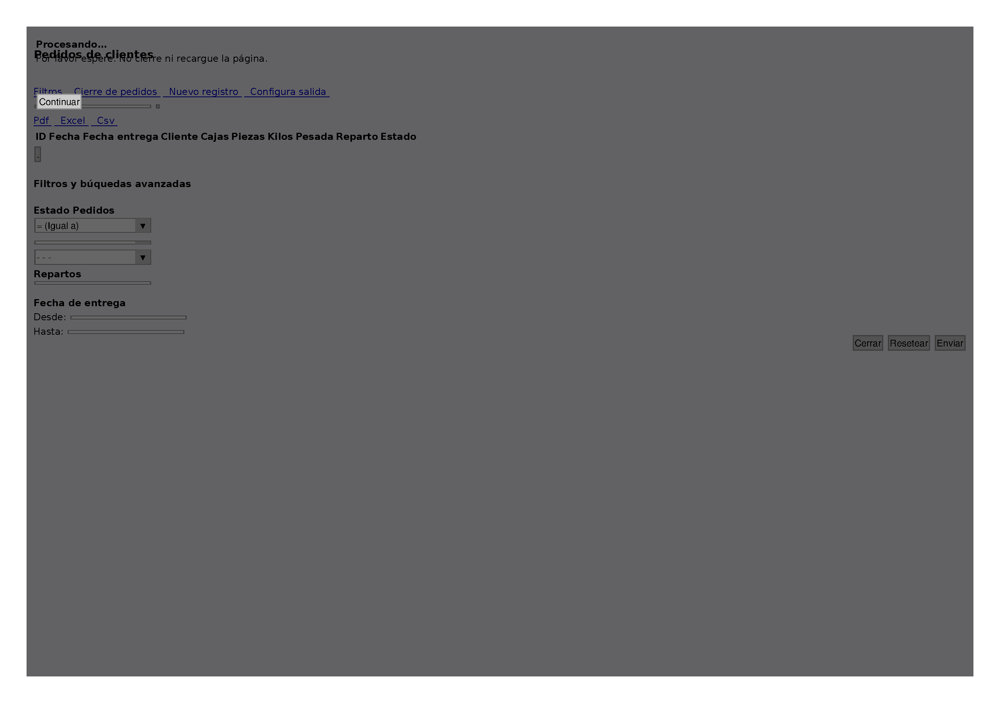 Procesando...
Pedidos de clientes
Por favor espere. No cierre ni recargue la página.
Filtros Cierre de pedidos Nuevo registro Configura salida
Continuar
Pdf Excel Csv
ID Fecha Fecha entrega Cliente Cajas Piezas Kilos Pesada Reparto Estado
.
Filtros y búquedas avanzadas
Estado Pedidos
= (Igual a) ▼
- - - ▼
Repartos
Fecha de entrega
Desde:
Hasta:
Cerrar Resetear Enviar